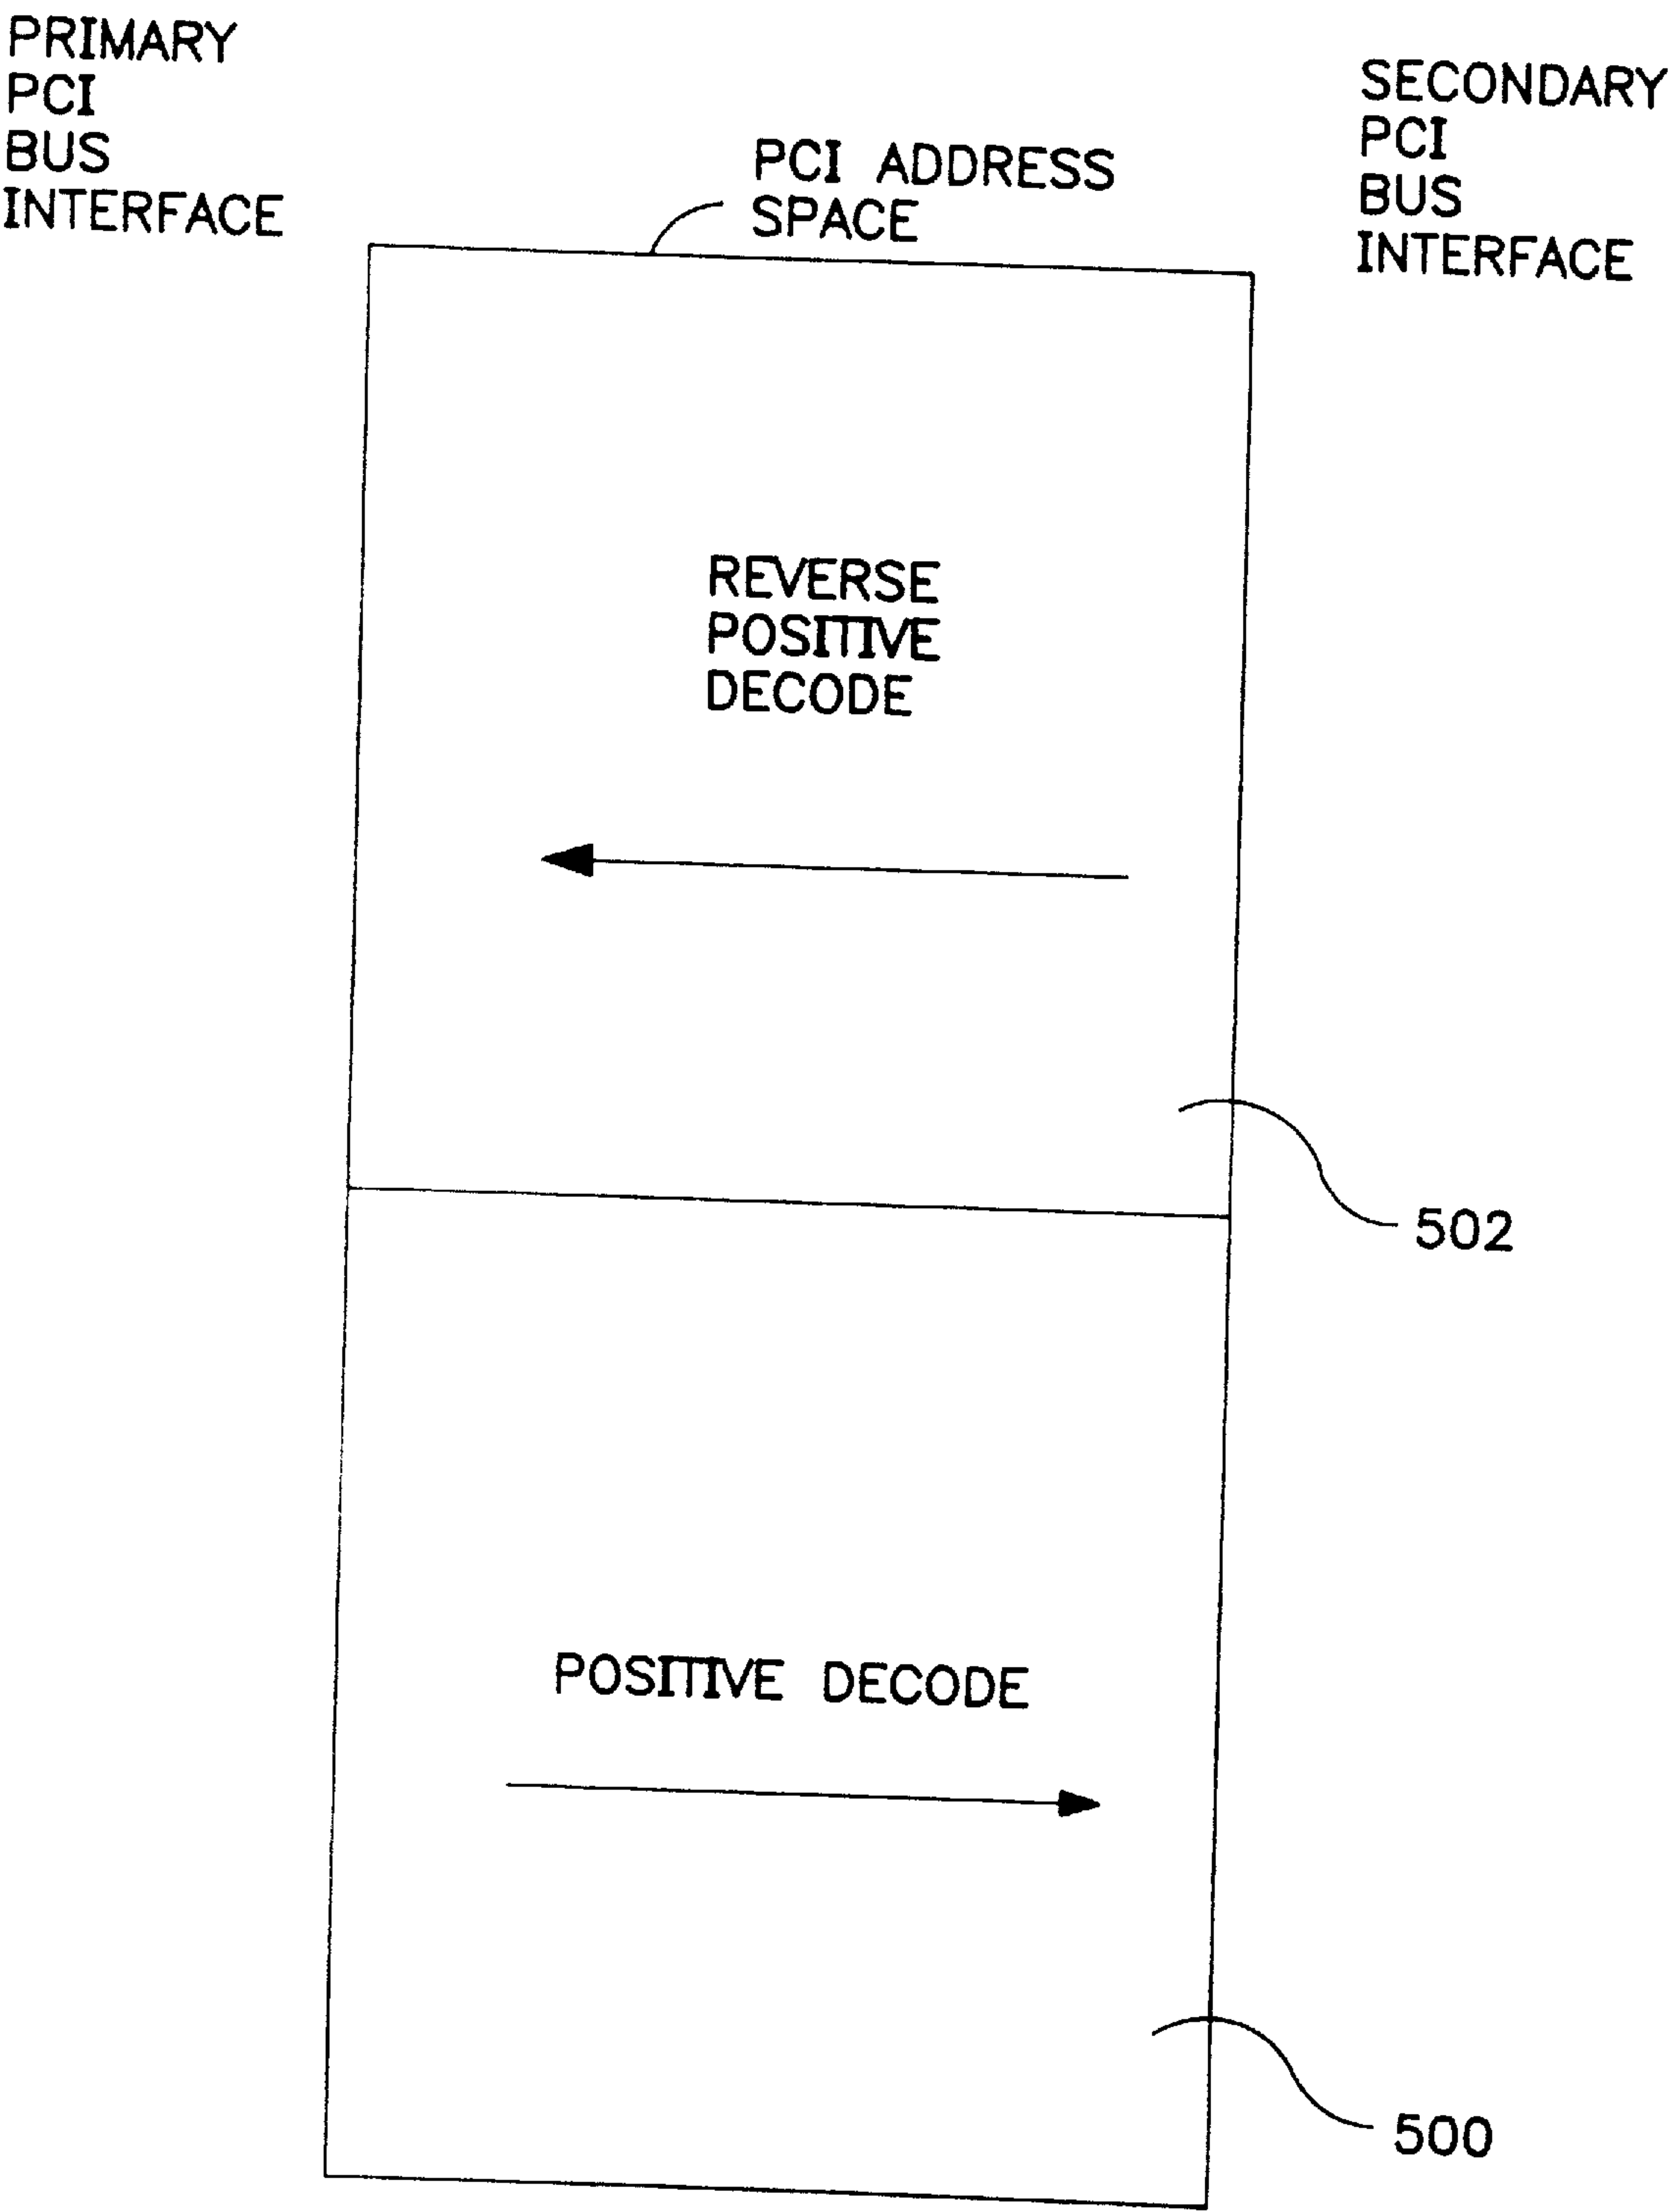 PRIMARY
PCI
BUS
INTERFACE
PCI ADDRESS
SPACE
SECONDARY
PCI
BUS
INTERFACE
REVERSE
POSITIVE
DECODE
502
POSITIVE DECODE
500